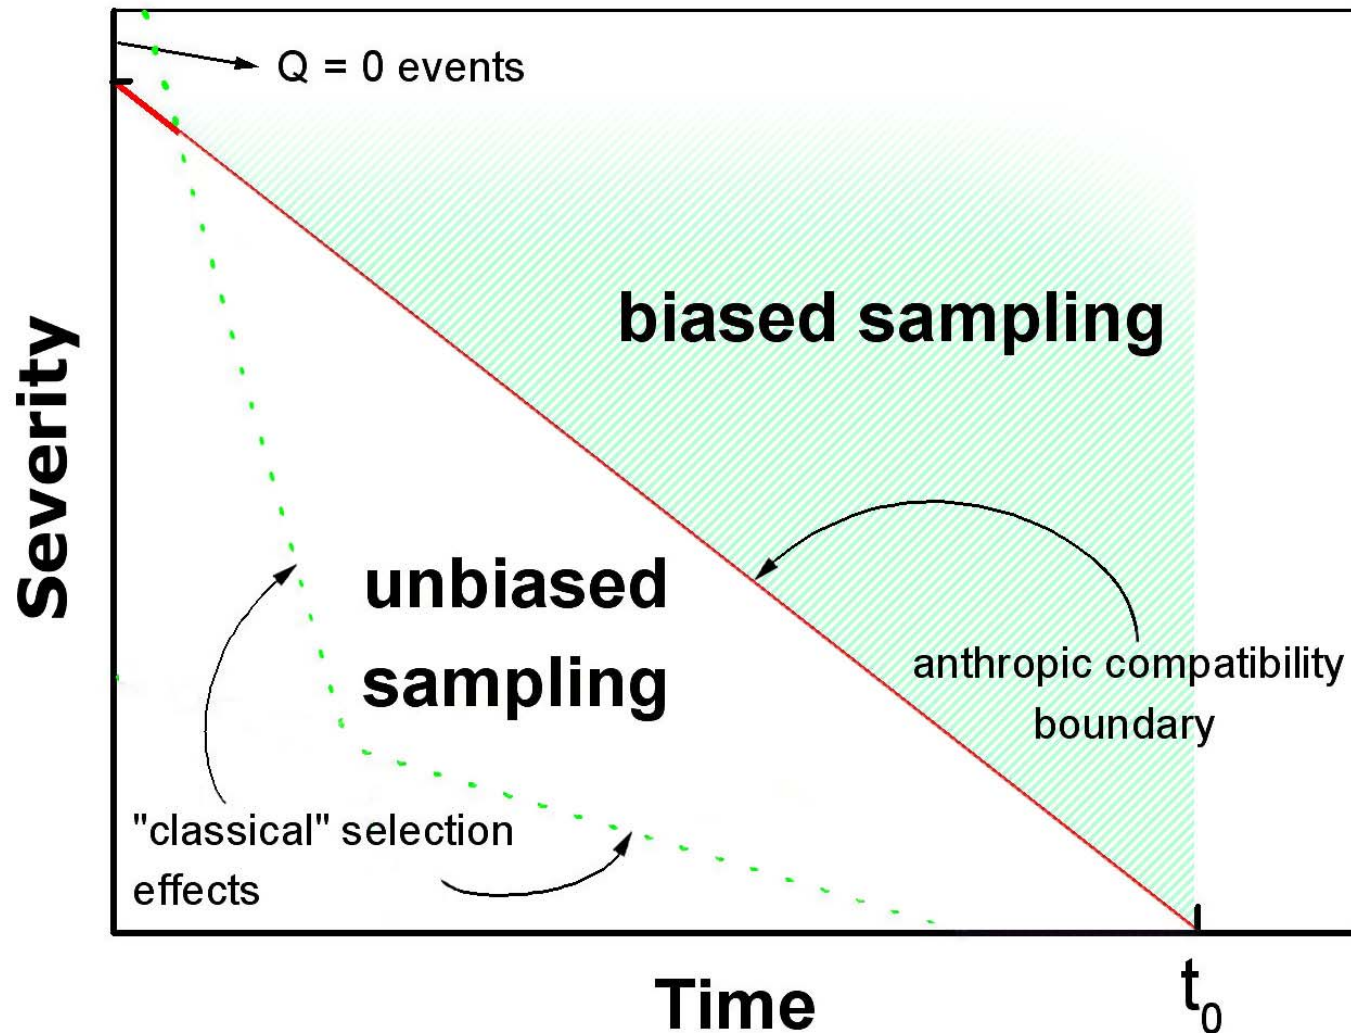 Q = 0 events
biased sampling
Severity
unbiased
sampling
anthropic compatibility
boundary
"classical" selection
effects
Time
t₀